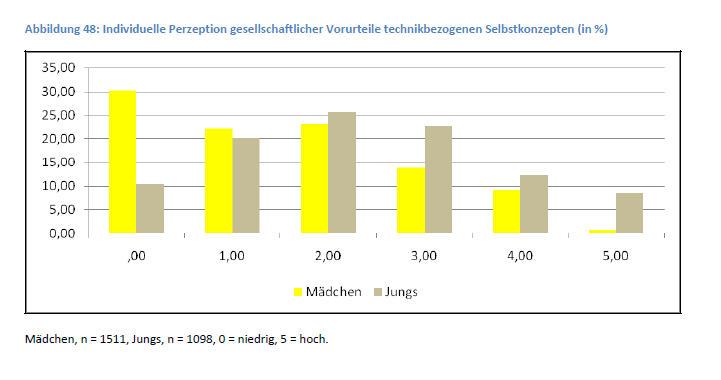 Abbildung 48: Individuelle Perzeption gesellschaftlicher Vorurteile technikbezogenen Selbstkonzepten (in %)
35,00
30,00
25,00
20,00
15,00
10,00
5,00
0,00
,00 1,00 2,00 3,00 4,00 5,00
Mädchen Jungs
Mädchen, n = 1511, Jungs, n = 1098, 0 = niedrig, 5 = hoch.